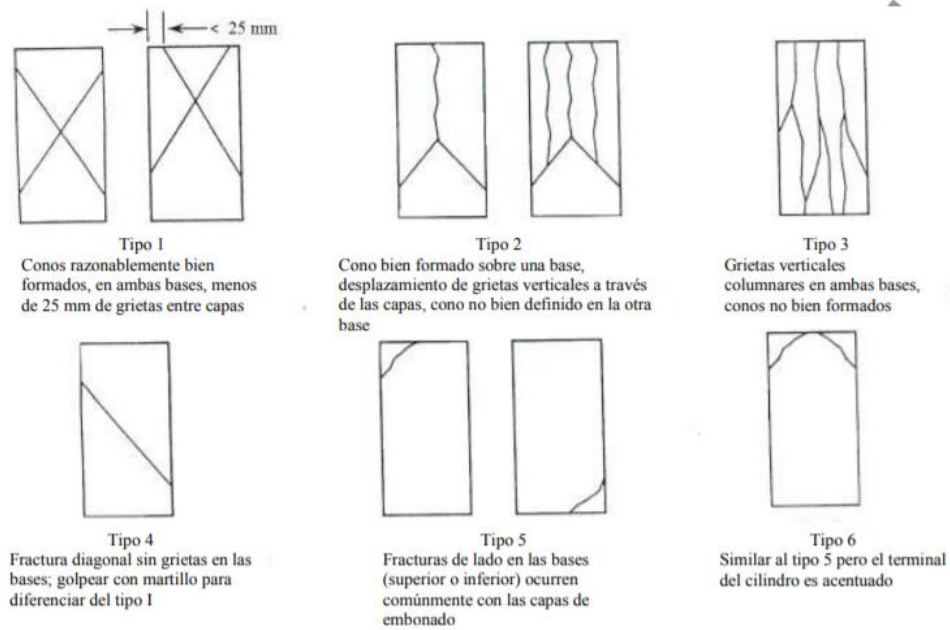 < 25 mm
Tipo 1
Conos razonablemente bien
formados, en ambas bases, menos
de 25 mm de grietas entre capas
Tipo 2
Cono bien formado sobre una base,
desplazamiento de grietas verticales a través
de las capas, cono no bien definido en la otra
base
Tipo 3
Grietas verticales
columnares en ambas bases,
conos no bien formados
Tipo 4
Fractura diagonal sin grietas en las
bases; golpear con martillo para
diferenciar del tipo I
Tipo 5
Fracturas de lado en las bases
(superior o inferior) ocurren
comúnmente con las capas de
embonado
Tipo 6
Similar al tipo 5 pero el terminal
del cilindro es acentuado